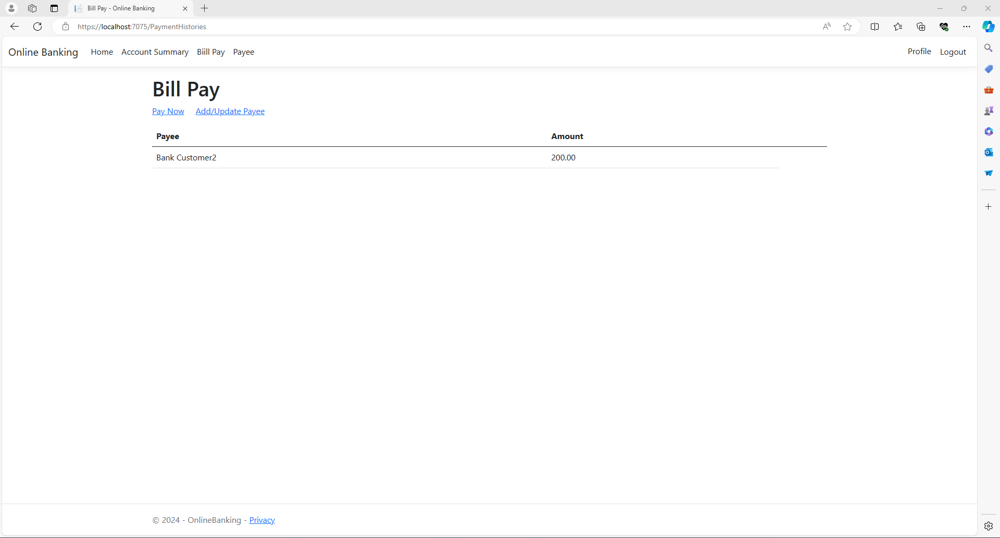 Bill Pay - Online Banking
https://localhost:7075/PaymentHistories
Online Banking Home Account Summary Biill Pay Payee Profile Logout
Bill Pay
Pay Now Add/Update Payee
Payee Amount
Bank Customer2 200.00
© 2024 - OnlineBanking - Privacy